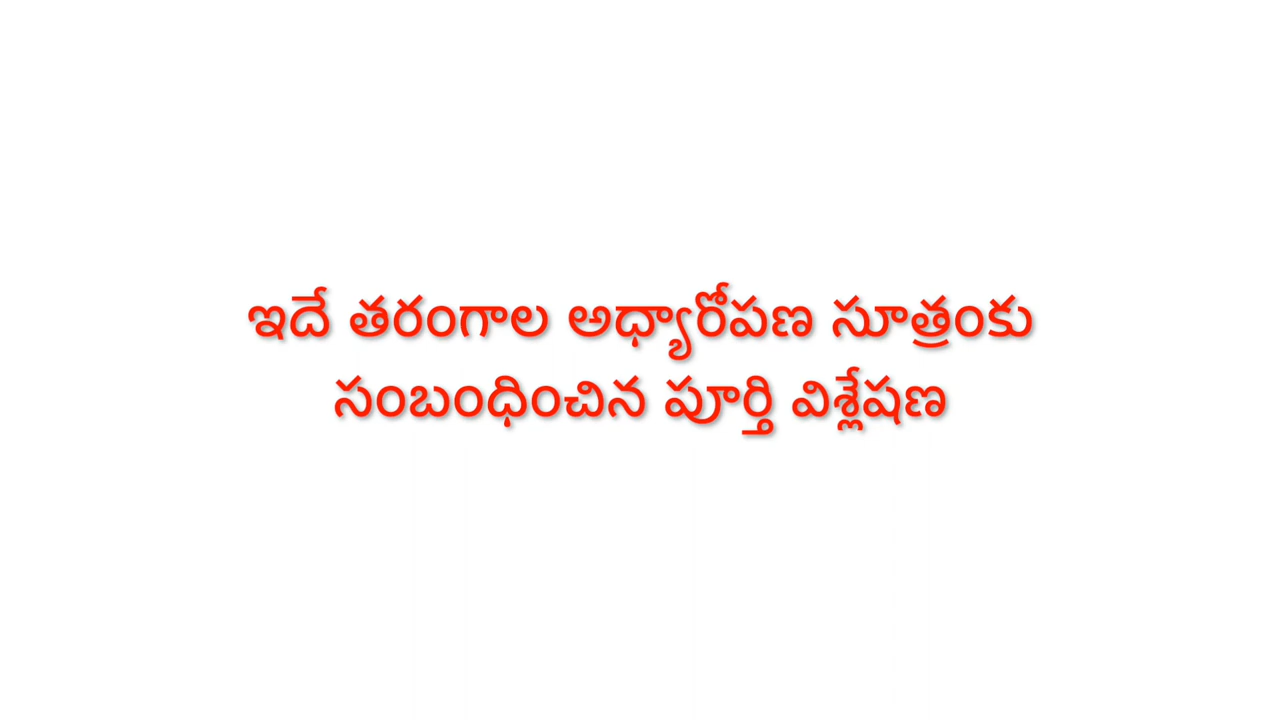 ఇదే తరంగాల అధ్యారోపణ సూత్రంకు
సంబంధించిన పూర్తి విశ్లేషణ